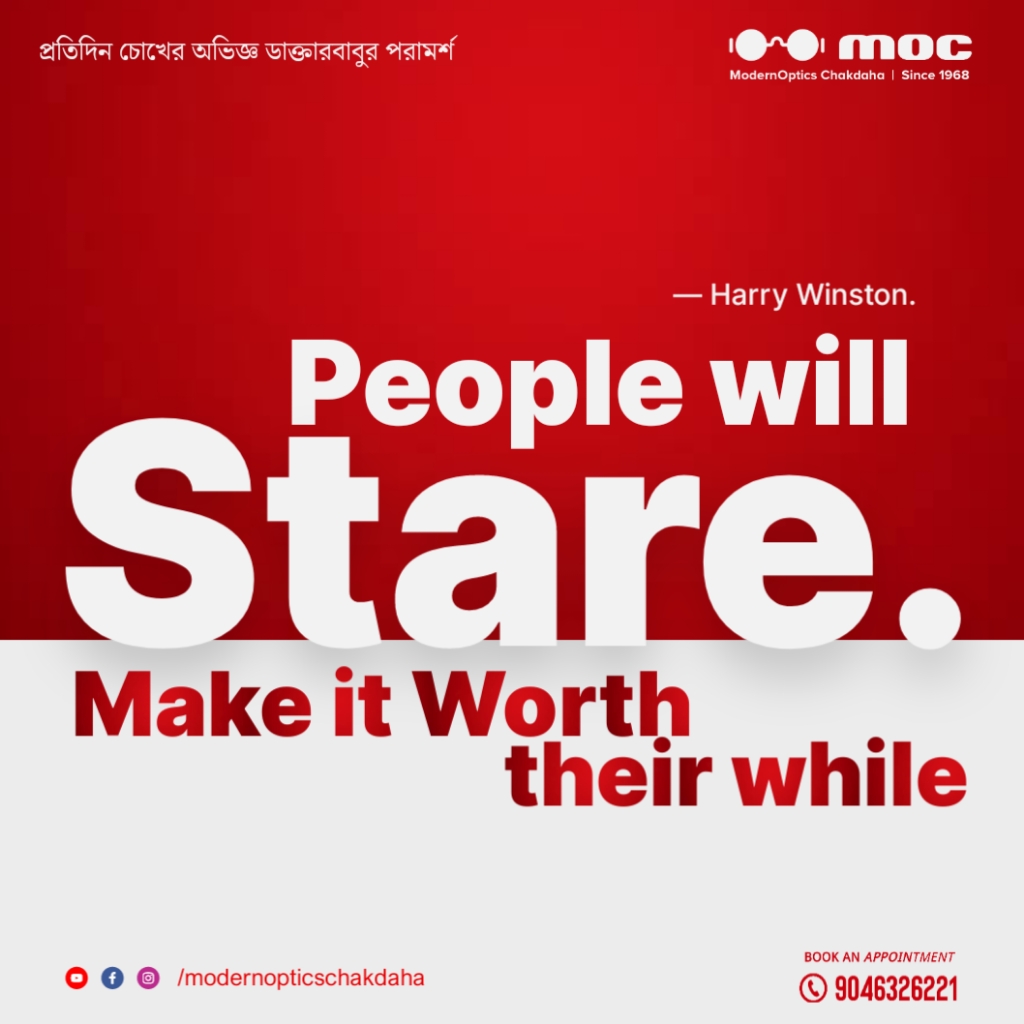 প্রতিদিন চোখের অভিজ্ঞ ডাক্তারবাবুর পরামর্শ
moc
ModernOptics Chakdaha | Since 1968
— Harry Winston.
People will
Stare.
Make it Worth
their while
/modernopticschakdaha
BOOK AN APPOINTMENT
9046326221